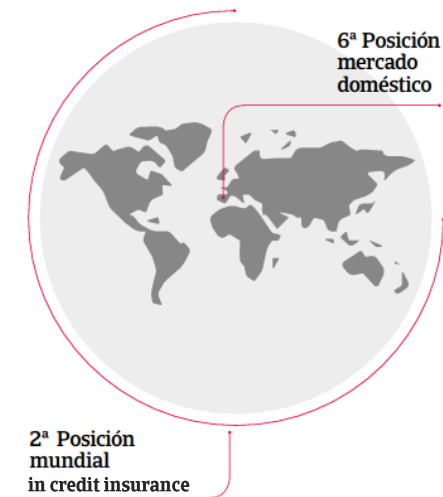 6ª Posición
mercado
doméstico
2ª Posición
mundial
in credit insurance